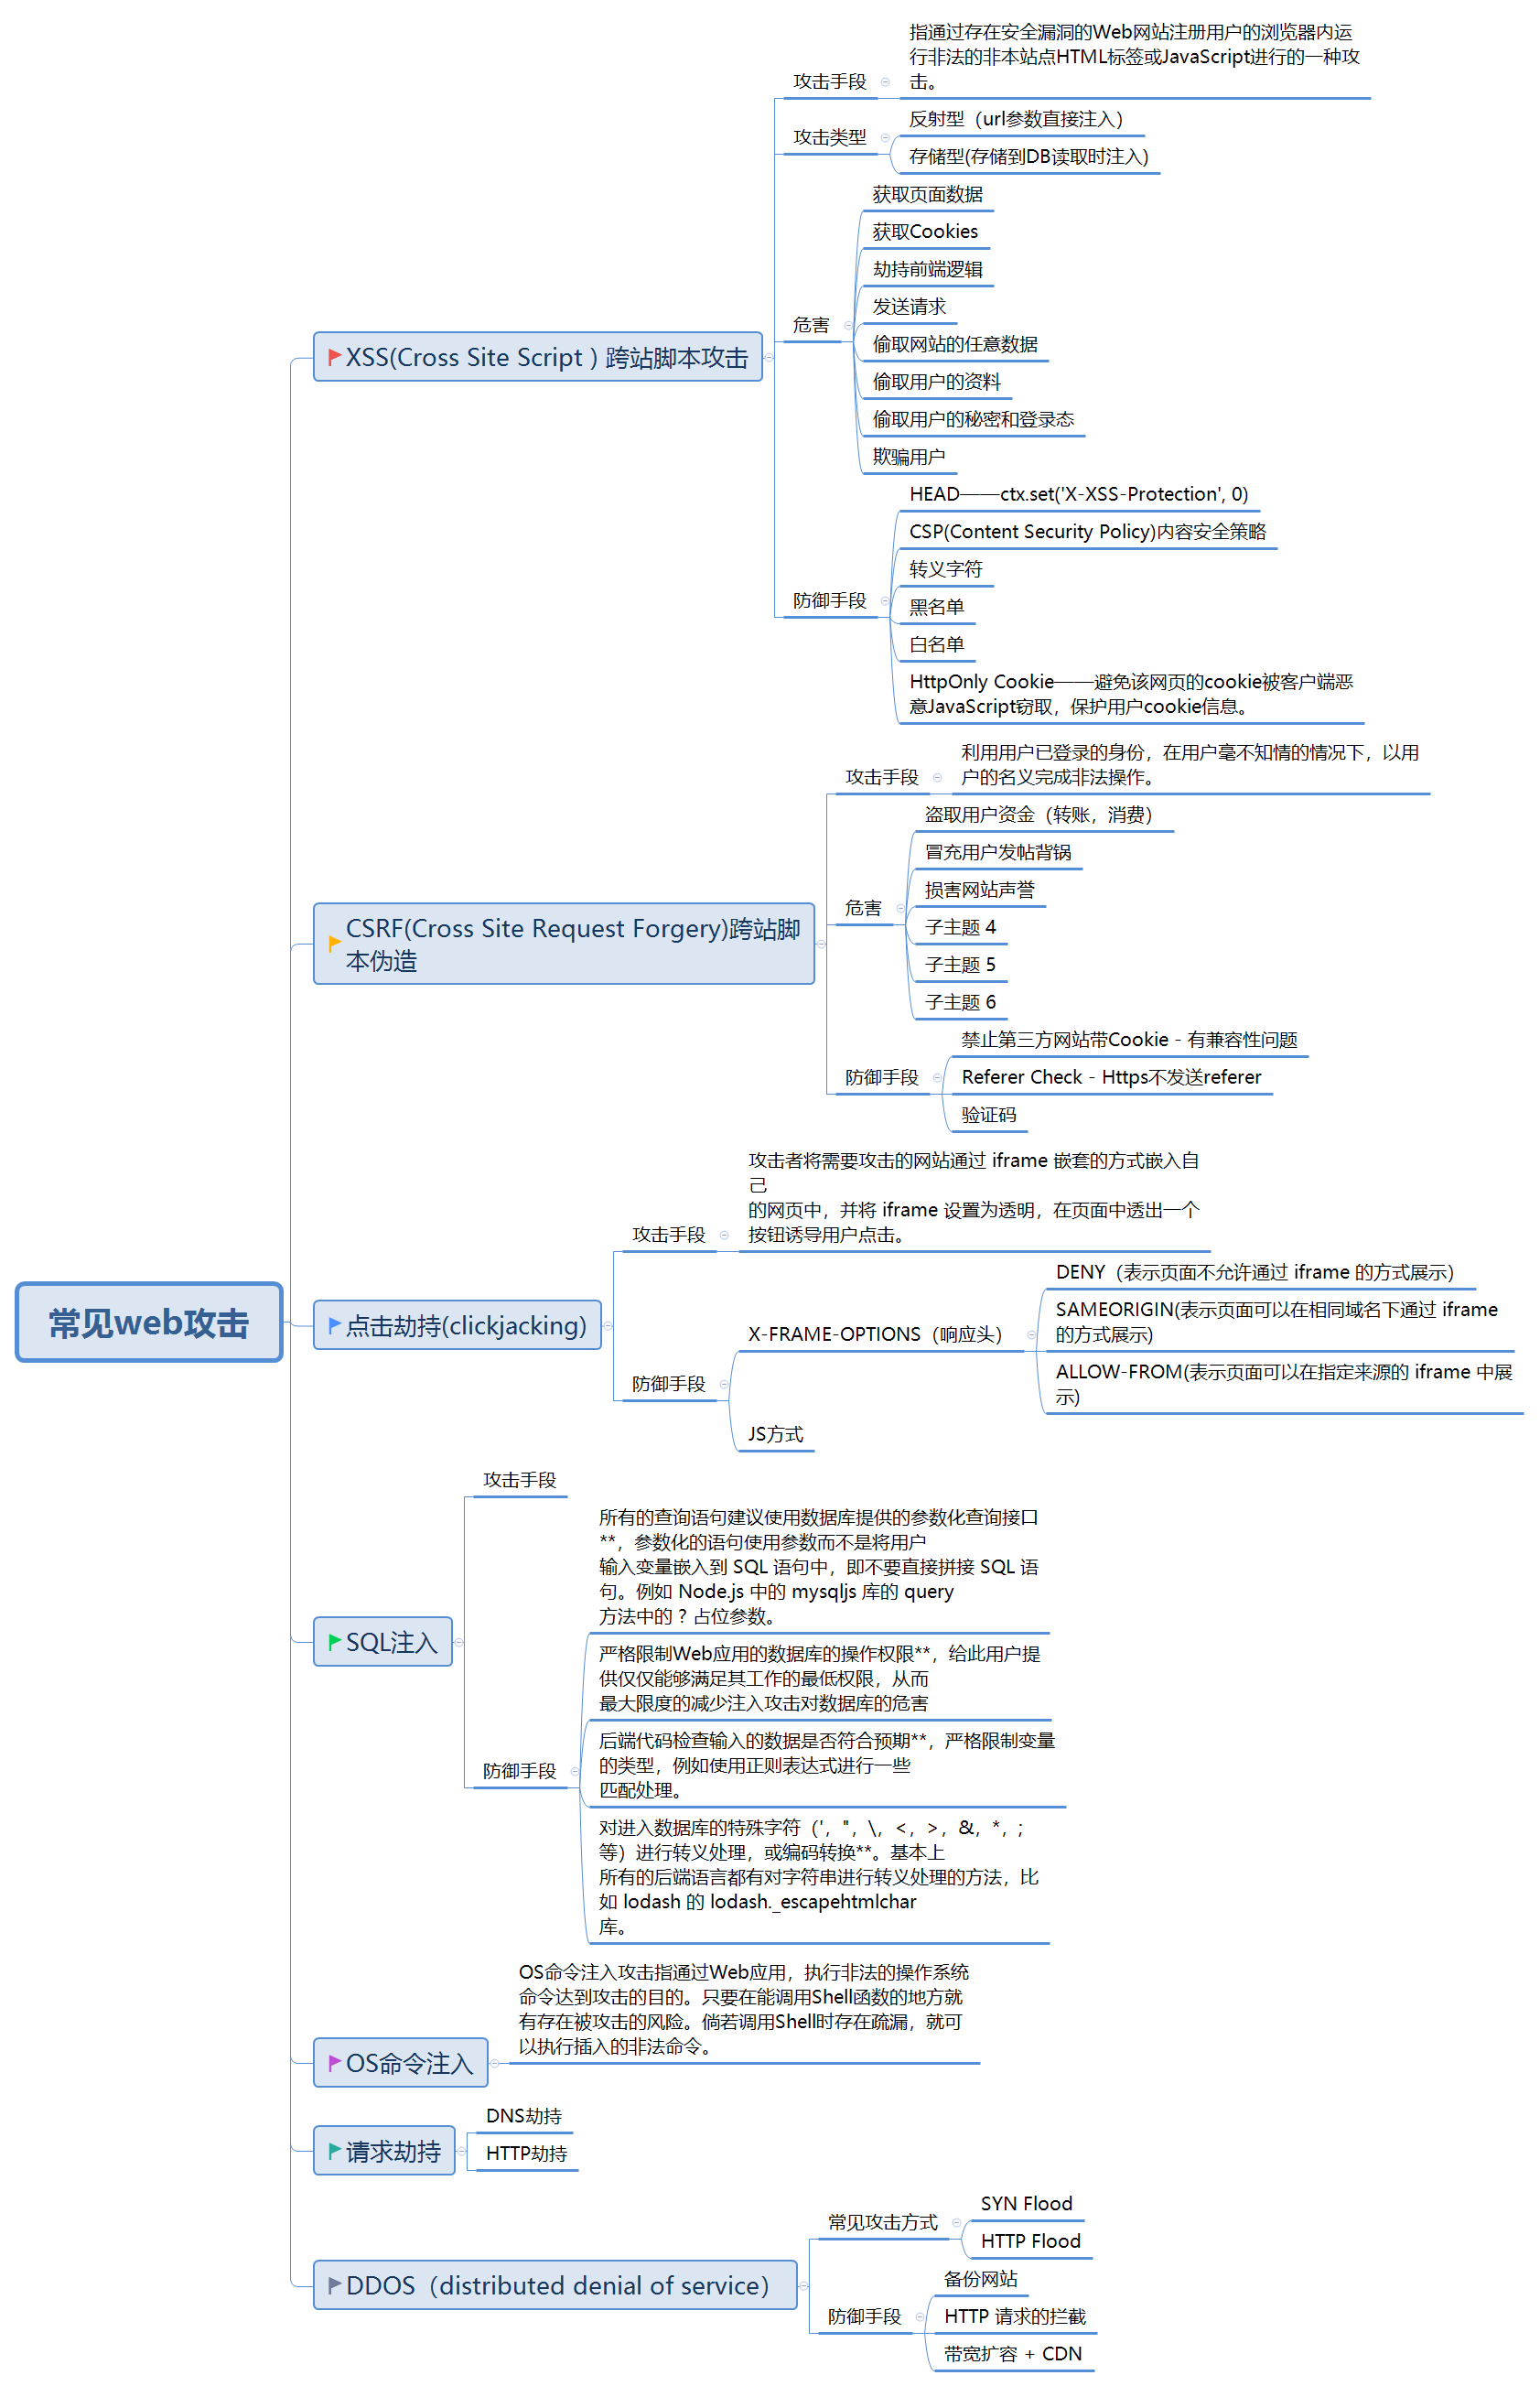 常见web攻击
XSS(Cross Site Script ) 跨站脚本攻击
攻击手段
指通过存在安全漏洞的Web网站注册用户的浏览器内运
行非法的非本站点HTML标签或JavaScript进行的一种攻
击。
攻击类型
反射型（url参数直接注入）
存储型(存储到DB读取时注入)
危害
获取页面数据
获取Cookies
劫持前端逻辑
发送请求
偷取网站的任意数据
偷取用户的资料
偷取用户的秘密和登录态
欺骗用户
防御手段
HEAD——ctx.set('X-XSS-Protection', 0)
CSP(Content Security Policy)内容安全策略
转义字符
黑名单
白名单
HttpOnly Cookie——避免该网页的cookie被客户端恶
意JavaScript窃取，保护用户cookie信息。
CSRF(Cross Site Request Forgery)跨站脚
本伪造
攻击手段
利用用户已登录的身份，在用户毫不知情的情况下，以用
户的名义完成非法操作。
危害
盗取用户资金（转账，消费）
冒充用户发帖背锅
损害网站声誉
子主题 4
子主题 5
子主题 6
防御手段
禁止第三方网站带Cookie - 有兼容性问题
Referer Check - Https不发送referer
验证码
点击劫持(clickjacking)
攻击手段
攻击者将需要攻击的网站通过 iframe 嵌套的方式嵌入自
己
的网页中，并将 iframe 设置为透明，在页面中透出一个
按钮诱导用户点击。
防御手段
X-FRAME-OPTIONS（响应头）
DENY（表示页面不允许通过 iframe 的方式展示）
SAMEORIGIN(表示页面可以在相同域名下通过 iframe
的方式展示)
ALLOW-FROM(表示页面可以在指定来源的 iframe 中展
示)
JS方式
SQL注入
攻击手段
防御手段
所有的查询语句建议使用数据库提供的参数化查询接口
**，参数化的语句使用参数而不是将用户
输入变量嵌入到 SQL 语句中，即不要直接拼接 SQL 语
句。例如 Node.js 中的 mysqljs 库的 query
方法中的 ? 占位参数。
严格限制Web应用的数据库的操作权限**，给此用户提
供仅仅能够满足其工作的最低权限，从而
最大限度的减少注入攻击对数据库的危害
后端代码检查输入的数据是否符合预期**，严格限制变量
的类型，例如使用正则表达式进行一些
匹配处理。
对进入数据库的特殊字符（'，"，\，<，>，&，*，;
等）进行转义处理，或编码转换**。基本上
所有的后端语言都有对字符串进行转义处理的方法，比
如 lodash 的 lodash._escapehtmlchar
库。
OS命令注入
OS命令注入攻击指通过Web应用，执行非法的操作系统
命令达到攻击的目的。只要在能调用Shell函数的地方就
有存在被攻击的风险。倘若调用Shell时存在疏漏，就可
以执行插入的非法命令。
请求劫持
DNS劫持
HTTP劫持
DDOS（distributed denial of service）
常见攻击方式
SYN Flood
HTTP Flood
防御手段
备份网站
HTTP 请求的拦截
带宽扩容 + CDN